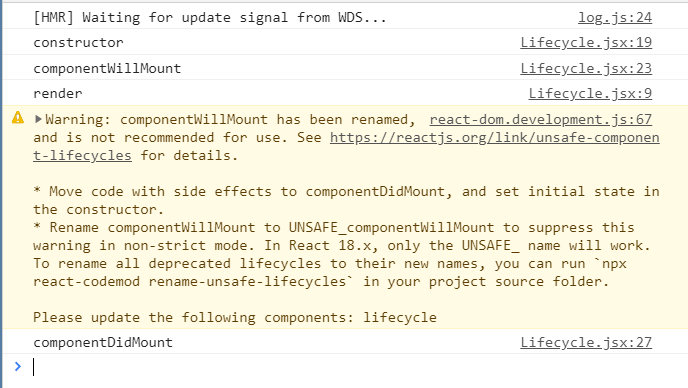 [HMR] Waiting for update signal from WDS... log.js:24
constructor Lifecycle.jsx:19
componentWillMount Lifecycle.jsx:23
render Lifecycle.jsx:9
Warning: componentWillMount has been renamed, react-dom.development.js:67
and is not recommended for use. See https://reactjs.org/link/unsafe-componen
t-lifecycles for details.
* Move code with side effects to componentDidMount, and set initial state in
the constructor.
* Rename componentWillMount to UNSAFE_componentWillMount to suppress this
warning in non-strict mode. In React 18.x, only the UNSAFE_ name will work.
To rename all deprecated lifecycles to their new names, you can run `npx
react-codemod rename-unsafe-lifecycles` in your project source folder.
Please update the following components: lifecycle
componentDidMount Lifecycle.jsx:27